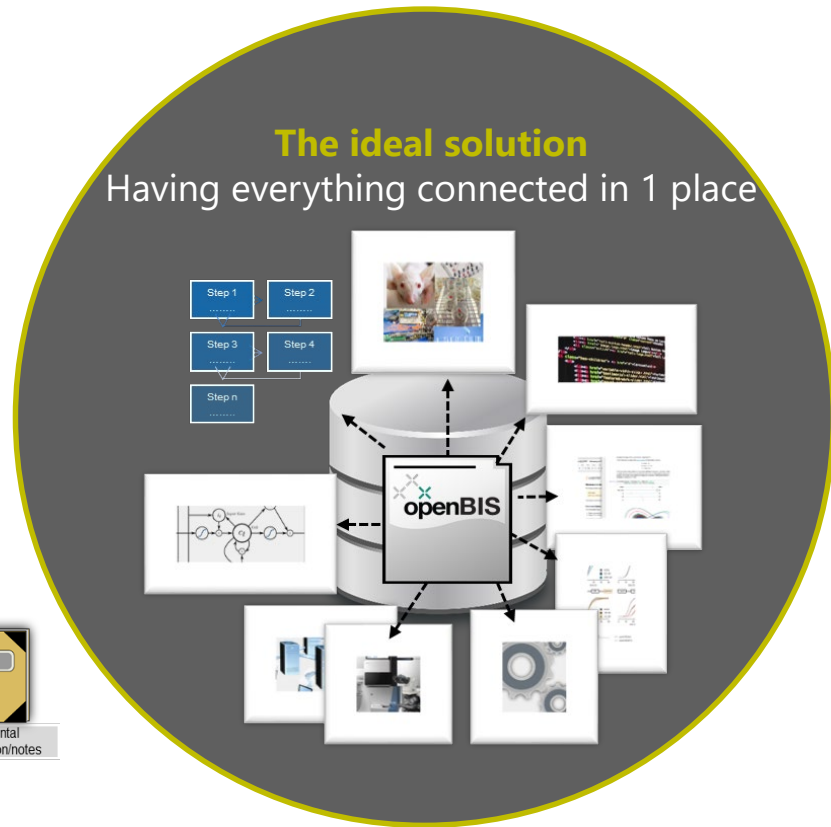 The ideal solution
Having everything connected in 1 place
Step 1
........
Step 2
........
Step 3
........
Step 4
.......
Step n
........
openBIS
ntal
on/notes